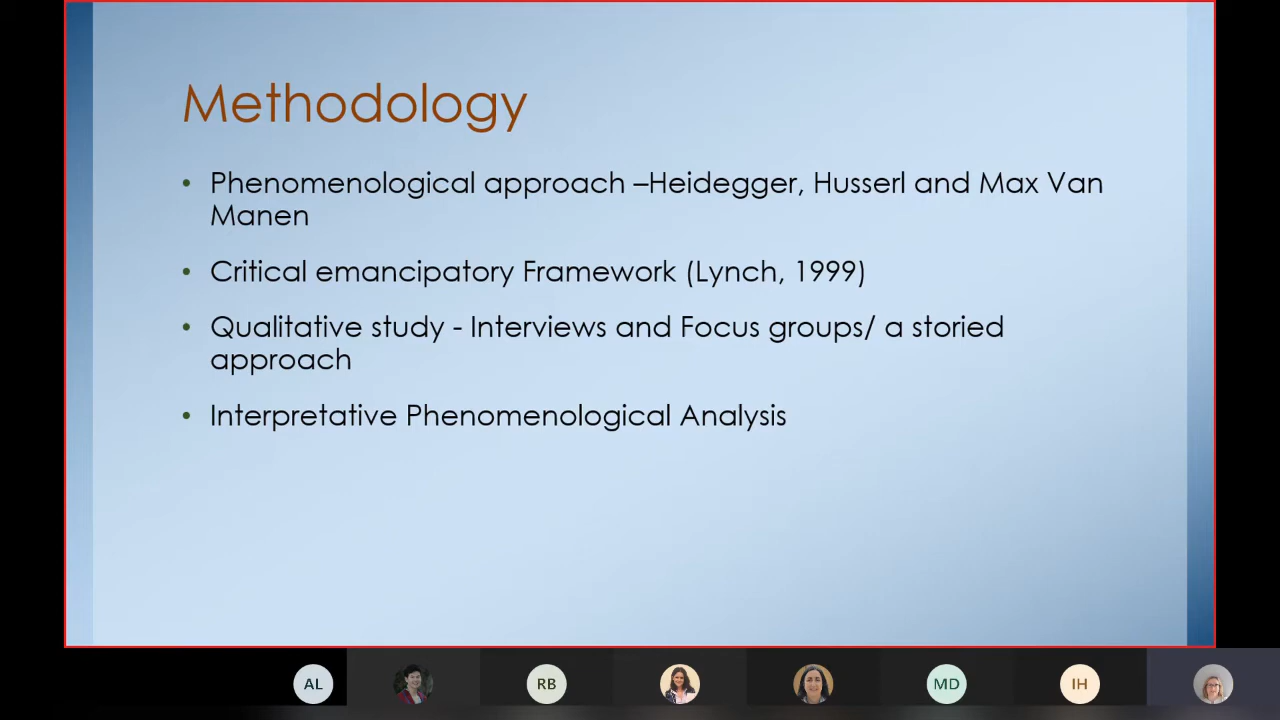 Methodology
• Phenomenological approach –Heidegger, Husserl and Max Van
Manen
• Critical emancipatory Framework (Lynch, 1999)
• Qualitative study - Interviews and Focus groups/ a storied
approach
• Interpretative Phenomenological Analysis
AL RB MD IH